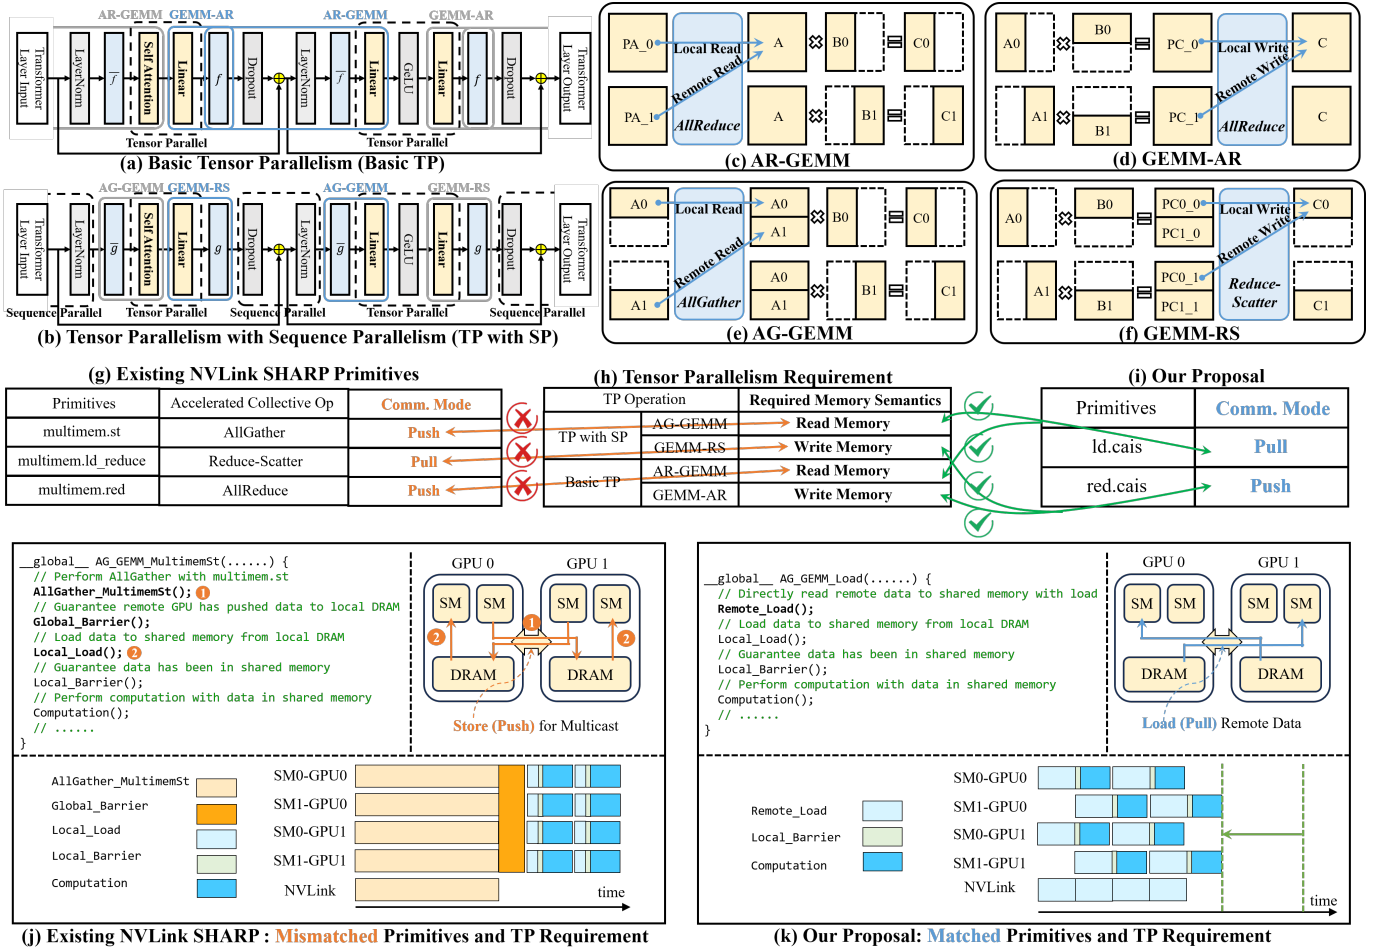 AR-GEMM GEMM-AR AR-GEMM GEMM-AR
Transformer Layer Input
LayerNorm
f̅
Self Attention
Linear
f
Dropout
LayerNorm
f̅
Linear
GeLU
Linear
f
Dropout
Transformer Layer Output
Tensor Parallel Tensor Parallel
(a) Basic Tensor Parallelism (Basic TP)
AG-GEMM GEMM-RS AG-GEMM GEMM-RS
Transformer Layer Input
LayerNorm
g̅
Self Attention
Linear
g
Dropout
LayerNorm
g̅
Linear
GeLU
Linear
g
Dropout
Transformer Layer Output
Sequence Parallel Tensor Parallel Sequence Parallel Tensor Parallel Sequence Parallel
(b) Tensor Parallelism with Sequence Parallelism (TP with SP)
PA_0 Local Read A B0 C0
Remote Read
PA_1 AllReduce A B1 C1
(c) AR-GEMM
A0 B0 PC_0 Local Write C
Remote Write
A1 B1 PC_1 AllReduce C
(d) GEMM-AR
A0 Local Read A0 A1 B0 C0
Remote Read
A1 AllGather A0 A1 B1 C1
(e) AG-GEMM
A0 B0 PC0_0 PC1_0 Local Write C0
Remote Write
A1 B1 PC0_1 PC1_1 Reduce-Scatter C1
(f) GEMM-RS
(g) Existing NVLink SHARP Primitives
Primitives Accelerated Collective Op Comm. Mode
multimem.st AllGather Push
multimem.ld_reduce Reduce-Scatter Pull
multimem.red AllReduce Push
(h) Tensor Parallelism Requirement
TP Operation Required Memory Semantics
TP with SP AG-GEMM Read Memory
GEMM-RS Write Memory
Basic TP AR-GEMM Read Memory
GEMM-AR Write Memory
(i) Our Proposal
Primitives Comm. Mode
ld.cais Pull
red.cais Push
__global__ AG_GEMM_MultimemSt(......) {
// Perform AllGather with multimem.st
AllGather_MultimemSt(); 1
// Guarantee remote GPU has pushed data to local DRAM
Global_Barrier();
// Load data to shared memory from local DRAM
Local_Load(); 2
// Guarantee data has been in shared memory
Local_Barrier();
// Perform computation with data in shared memory
Computation();
// ......
}
GPU 0 GPU 1
SM SM SM SM
1
2 2
DRAM DRAM
Store (Push) for Multicast
AllGather_MultimemSt
Global_Barrier
Local_Load
Local_Barrier
Computation
SM0-GPU0
SM1-GPU0
SM0-GPU1
SM1-GPU1
NVLink
time
(j) Existing NVLink SHARP : Mismatched Primitives and TP Requirement
__global__ AG_GEMM_Load(......) {
// Directly read remote data to shared memory with load
Remote_Load();
// Load data to shared memory from local DRAM
Local_Load();
// Guarantee data has been in shared memory
Local_Barrier();
// Perform computation with data in shared memory
Computation();
// ......
}
GPU 0 GPU 1
SM SM SM SM
DRAM DRAM
Load (Pull) Remote Data
Remote_Load
Local_Barrier
Computation
SM0-GPU0
SM1-GPU0
SM0-GPU1
SM1-GPU1
NVLink
time
(k) Our Proposal: Matched Primitives and TP Requirement